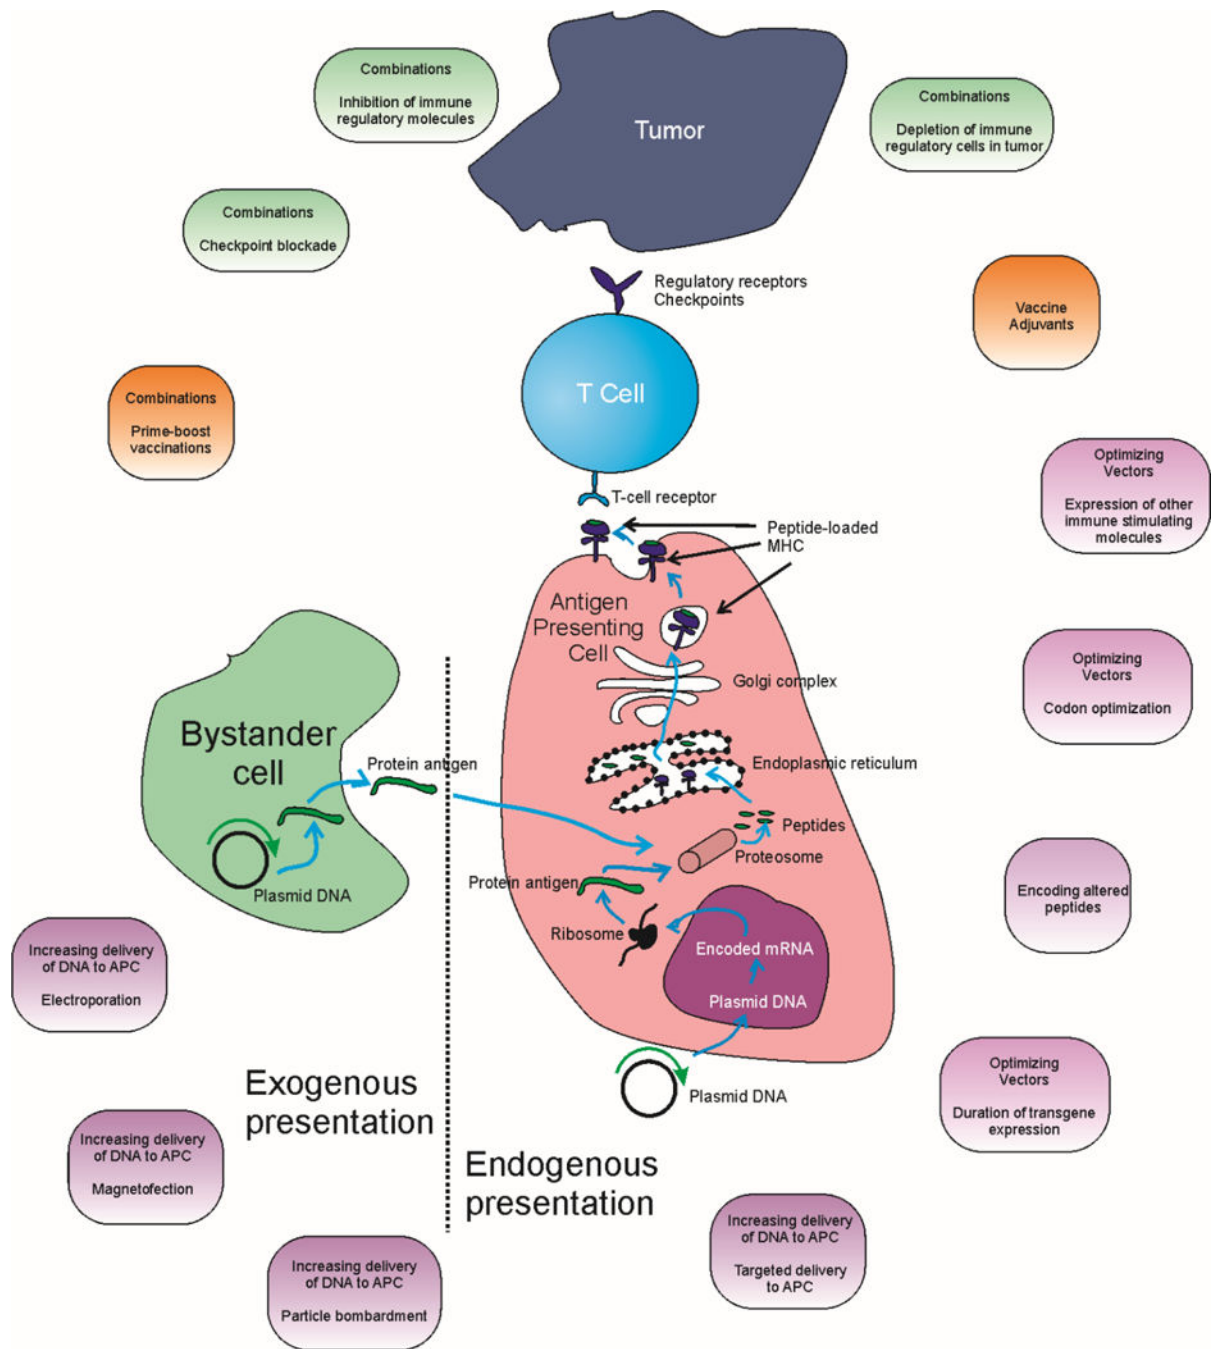 Combinations
Inhibition of immune
regulatory molecules
Tumor
Combinations
Depletion of immune
regulatory cells in tumor
Combinations
Checkpoint blockade
Regulatory receptors
Checkpoints
Vaccine
Adjuvants
T Cell
Combinations
Prime-boost
vaccinations
T-cell receptor
Optimizing
Vectors
Expression of other
immune stimulating
molecules
Peptide-loaded
MHC
Antigen
Presenting
Cell
Golgi complex
Optimizing
Vectors
Codon optimization
Bystander
cell
Protein antigen
Endoplasmic reticulum
Peptides
Proteosome
Plasmid DNA
Protein antigen
Ribosome
Encoded mRNA
Plasmid DNA
Encoding altered
peptides
Increasing delivery
of DNA to APC
Electroporation
Plasmid DNA
Exogenous
presentation
Optimizing
Vectors
Duration of transgene
expression
Increasing delivery
of DNA to APC
Magnetofection
Endogenous
presentation
Increasing delivery
of DNA to APC
Targeted delivery
to APC
Increasing delivery
of DNA to APC
Particle bombardment